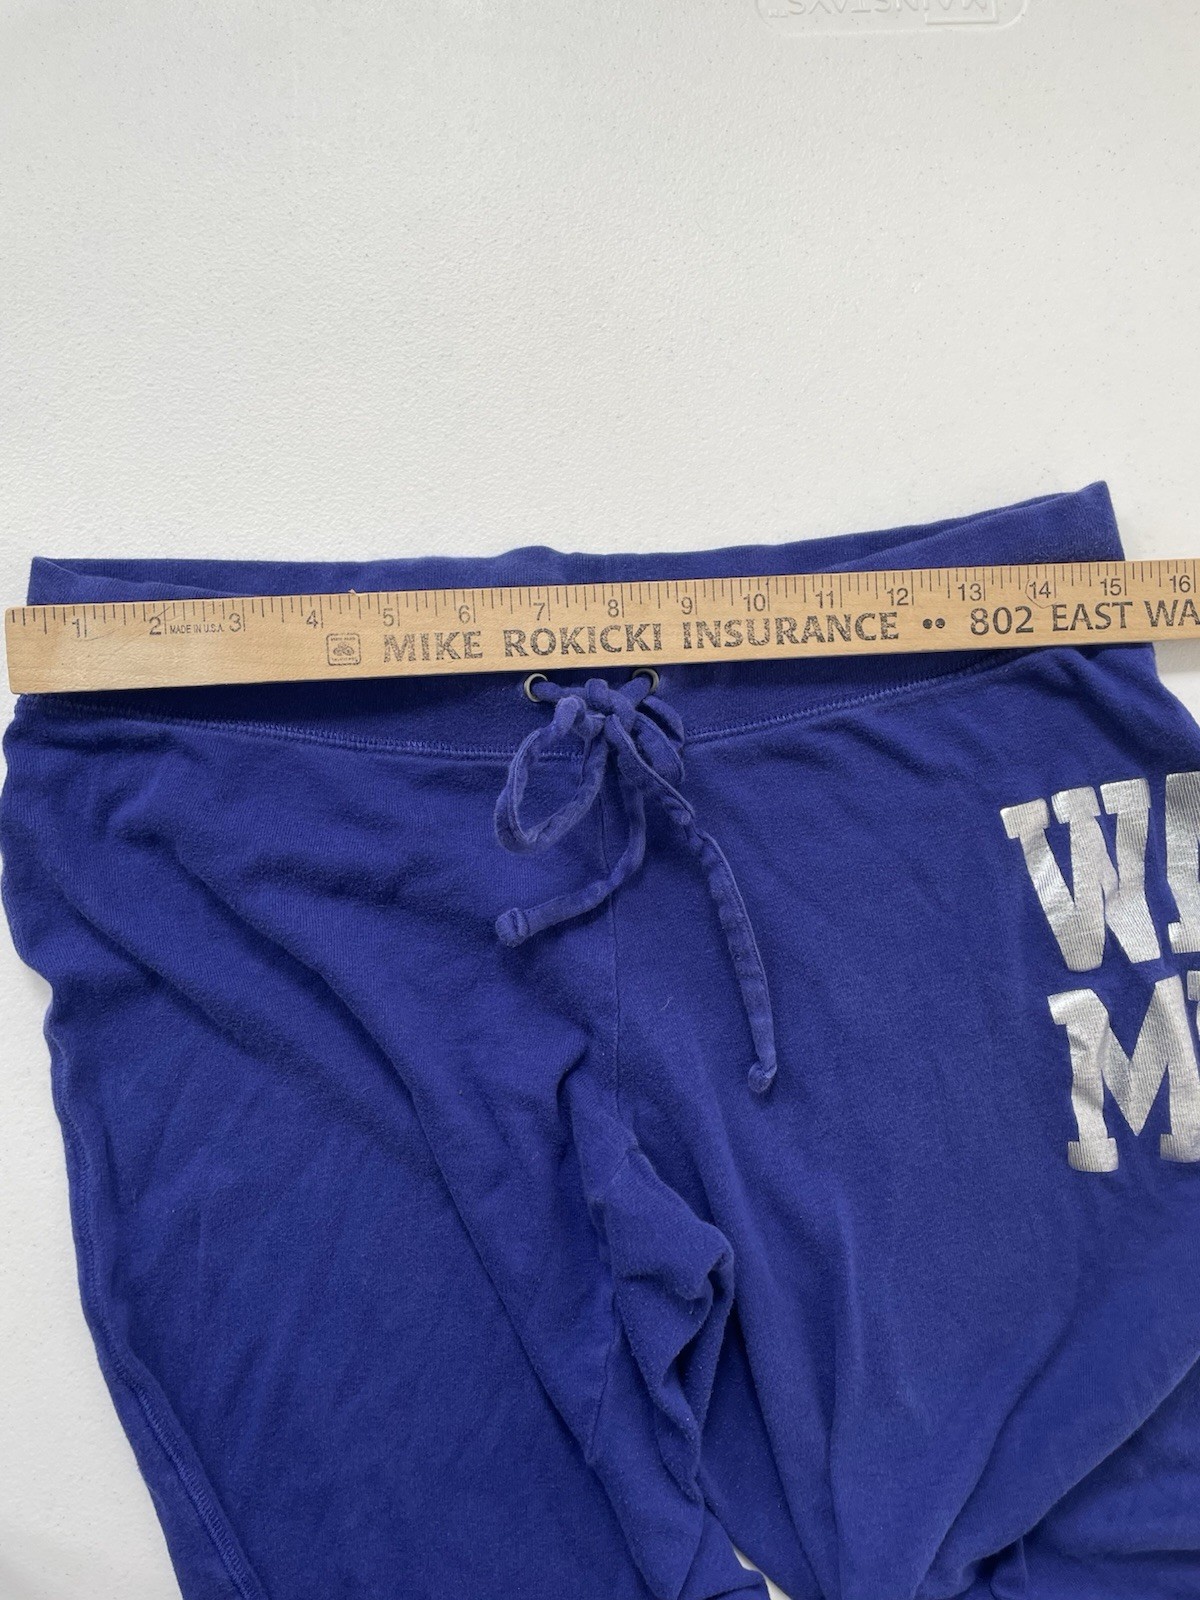 MAINSTAYS™
1 2 3 4 5 6 7 8 9 10 11 12 13 14 15 16
MADE IN U.S.A.
MIKE ROKICKI INSURANCE •• 802 EAST WA
W
M